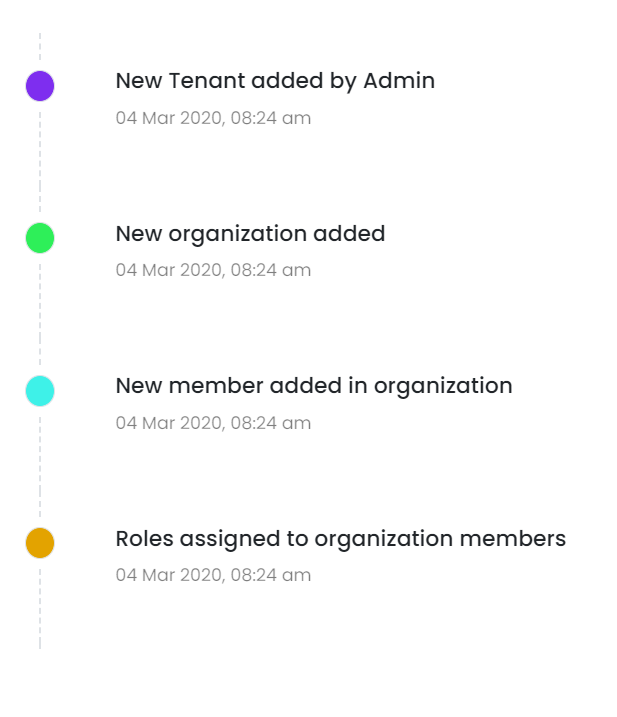 New Tenant added by Admin
04 Mar 2020, 08:24 am
New organization added
04 Mar 2020, 08:24 am
New member added in organization
04 Mar 2020, 08:24 am
Roles assigned to organization members
04 Mar 2020, 08:24 am